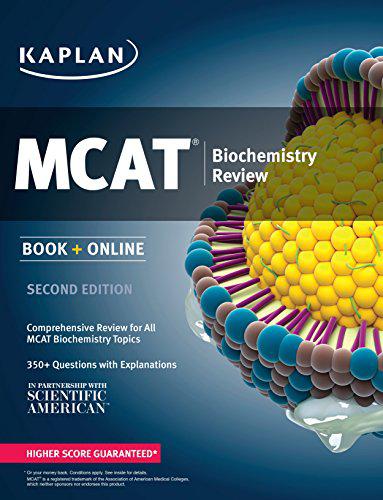 KAPLAN
MCAT®
Biochemistry
Review
BOOK + ONLINE
SECOND EDITION
Comprehensive Review for All
MCAT Biochemistry Topics
350+ Questions with Explanations
IN PARTNERSHIP WITH
SCIENTIFIC
AMERICAN™
HIGHER SCORE GUARANTEED*
* Or your money back. Conditions apply. See inside for details.
MCAT® is a registered trademark of the Association of American Medical Colleges,
which neither sponsors nor endorses this product.